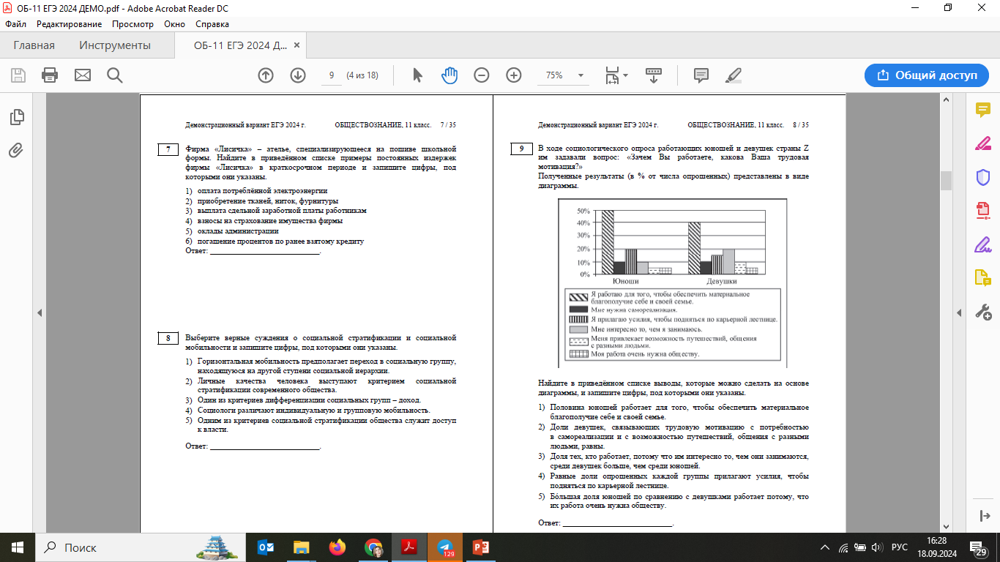 ОБ-11 ЕГЭ 2024 ДЕМО.pdf - Adobe Acrobat Reader DC
Файл Редактирование Просмотр Окно Справка
Главная Инструменты ОБ-11 ЕГЭ 2024 Д... ×
9 (4 из 18) 75% Общий доступ
Демонстрационный вариант ЕГЭ 2024 г. ОБЩЕСТВОЗНАНИЕ, 11 класс. 7 / 35
7 Фирма «Лисичка» – ателье, специализирующееся на пошиве школьной
формы. Найдите в приведённом списке примеры постоянных издержек
фирмы «Лисичка» в краткосрочном периоде и запишите цифры, под
которыми они указаны.
1) оплата потреблённой электроэнергии
2) приобретение тканей, ниток, фурнитуры
3) выплата сдельной заработной платы работникам
4) взносы на страхование имущества фирмы
5) оклады администрации
6) погашение процентов по ранее взятому кредиту
Ответ: ___________________________.
8 Выберите верные суждения о социальной стратификации и социальной
мобильности и запишите цифры, под которыми они указаны.
1) Горизонтальная мобильность предполагает переход в социальную группу,
находящуюся на другой ступени социальной иерархии.
2) Личные качества человека выступают критерием социальной
стратификации современного общества.
3) Один из критериев дифференциации социальных групп – доход.
4) Социологи различают индивидуальную и групповую мобильность.
5) Одним из критериев социальной стратификации общества служит доступ
к власти.
Ответ: ___________________________.
Демонстрационный вариант ЕГЭ 2024 г. ОБЩЕСТВОЗНАНИЕ, 11 класс. 8 / 35
9 В ходе социологического опроса работающих юношей и девушек страны Z
им задавали вопрос: «Зачем Вы работаете, какова Ваша трудовая
мотивация?»
Полученные результаты (в % от числа опрошенных) представлены в виде
диаграммы.
50%
40%
30%
20%
10%
0%
Юноши Девушки
Я работаю для того, чтобы обеспечить материальное
благополучие себе и своей семье.
Мне нужна самореализация.
Я прилагаю усилия, чтобы подняться по карьерной лестнице.
Мне интересно то, чем я занимаюсь.
Меня привлекает возможность путешествий, общения
с разными людьми.
Моя работа очень нужна обществу.
Найдите в приведённом списке выводы, которые можно сделать на основе
диаграммы, и запишите цифры, под которыми они указаны.
1) Половина юношей работает для того, чтобы обеспечить материальное
благополучие себе и своей семье.
2) Доли девушек, связывающих трудовую мотивацию с потребностью
в самореализации и с возможностью путешествий, общения с разными
людьми, равны.
3) Доля тех, кто работает, потому что им интересно то, чем они занимаются,
среди девушек больше, чем среди юношей.
4) Равные доли опрошенных каждой группы прилагают усилия, чтобы
подняться по карьерной лестнице.
5) Бо́льшая доля юношей по сравнению с девушками работает потому, что
их работа очень нужна обществу.
Ответ: ___________________________.
Поиск 129 РУС 16:28
18.09.2024 29